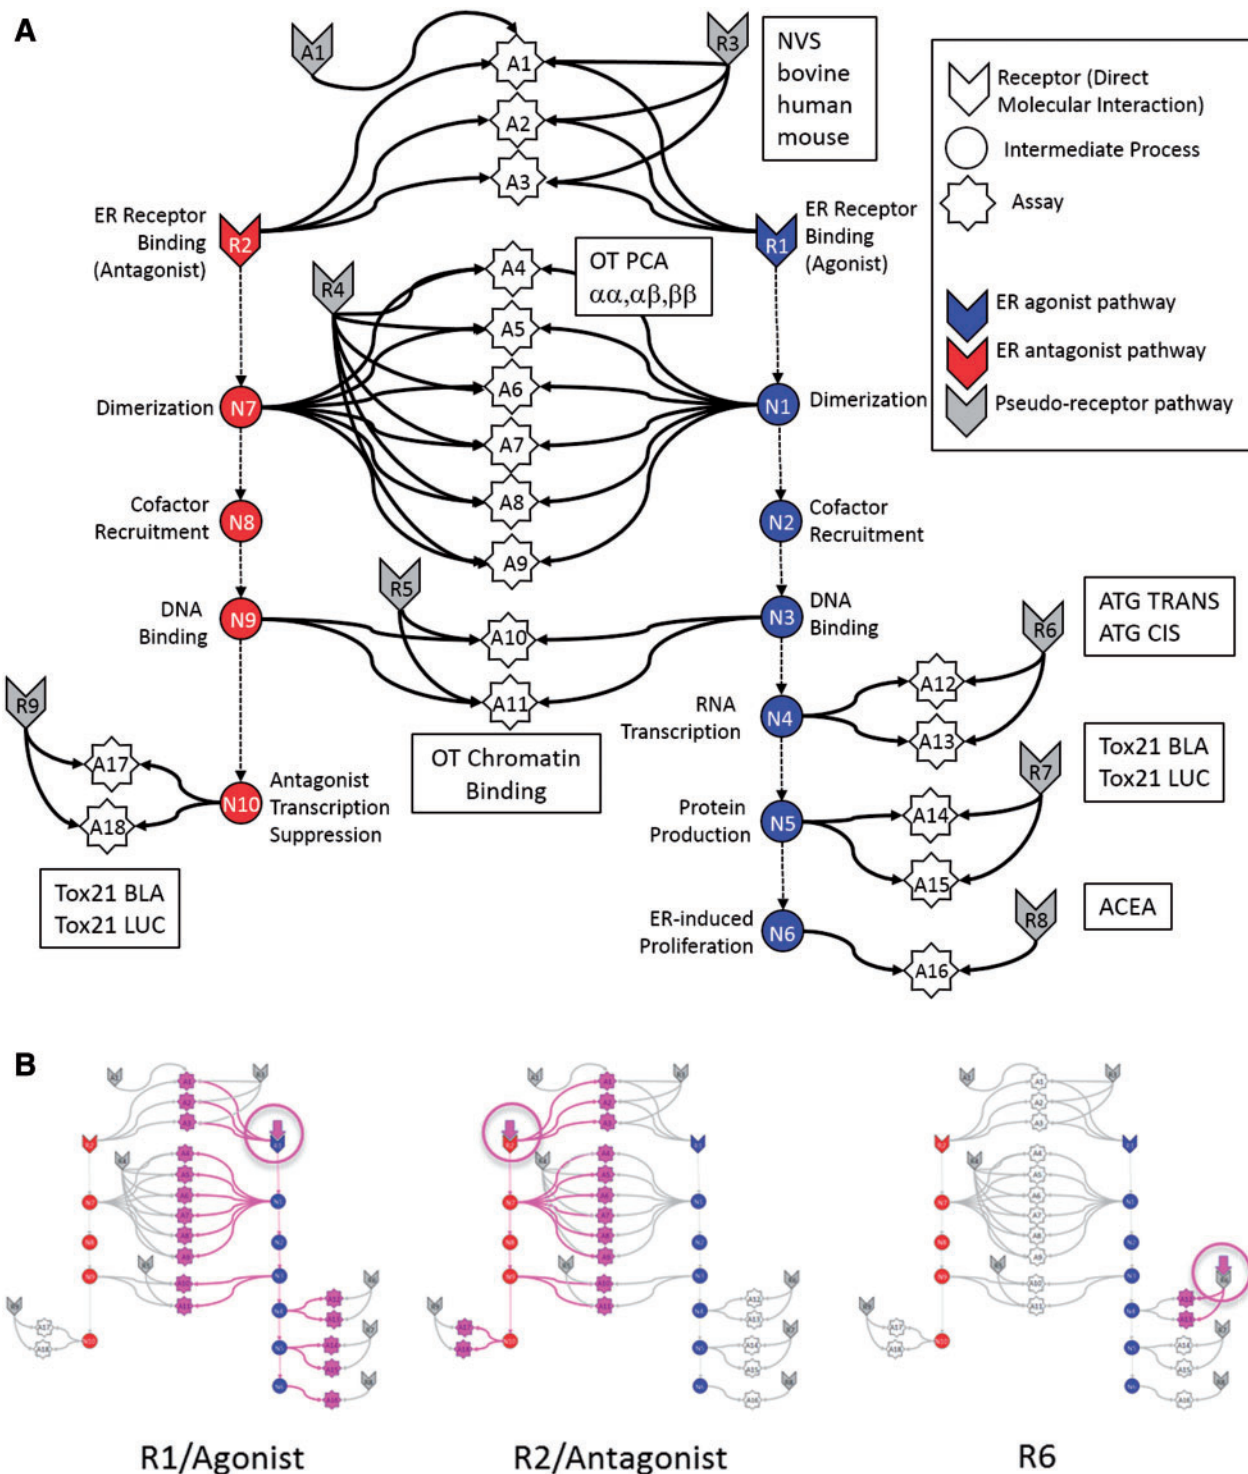 A
A1
R3
A1
A2
A3
NVS
bovine
human
mouse
Receptor (Direct
Molecular Interaction)
Intermediate Process
Assay
ER agonist pathway
ER antagonist pathway
Pseudo-receptor pathway
ER Receptor
Binding
(Antagonist)
R2
R1
ER Receptor
Binding
(Agonist)
R4
A4
A5
A6
A7
A8
A9
OT PCA
αα,αβ,ββ
Dimerization
N7
N1
Dimerization
Cofactor
Recruitment
N8
N2
Cofactor
Recruitment
R5
DNA
Binding
N9
A10
A11
N3
DNA
Binding
OT Chromatin
Binding
R6
ATG TRANS
ATG CIS
A12
A13
RNA
Transcription
N4
R9
A17
A18
N10
Antagonist
Transcription
Suppression
Tox21 BLA
Tox21 LUC
R7
Tox21 BLA
Tox21 LUC
Protein
Production
N5
A14
A15
ER-induced
Proliferation
N6
R8
A16
ACEA
B
R1/Agonist
R2/Antagonist
R6